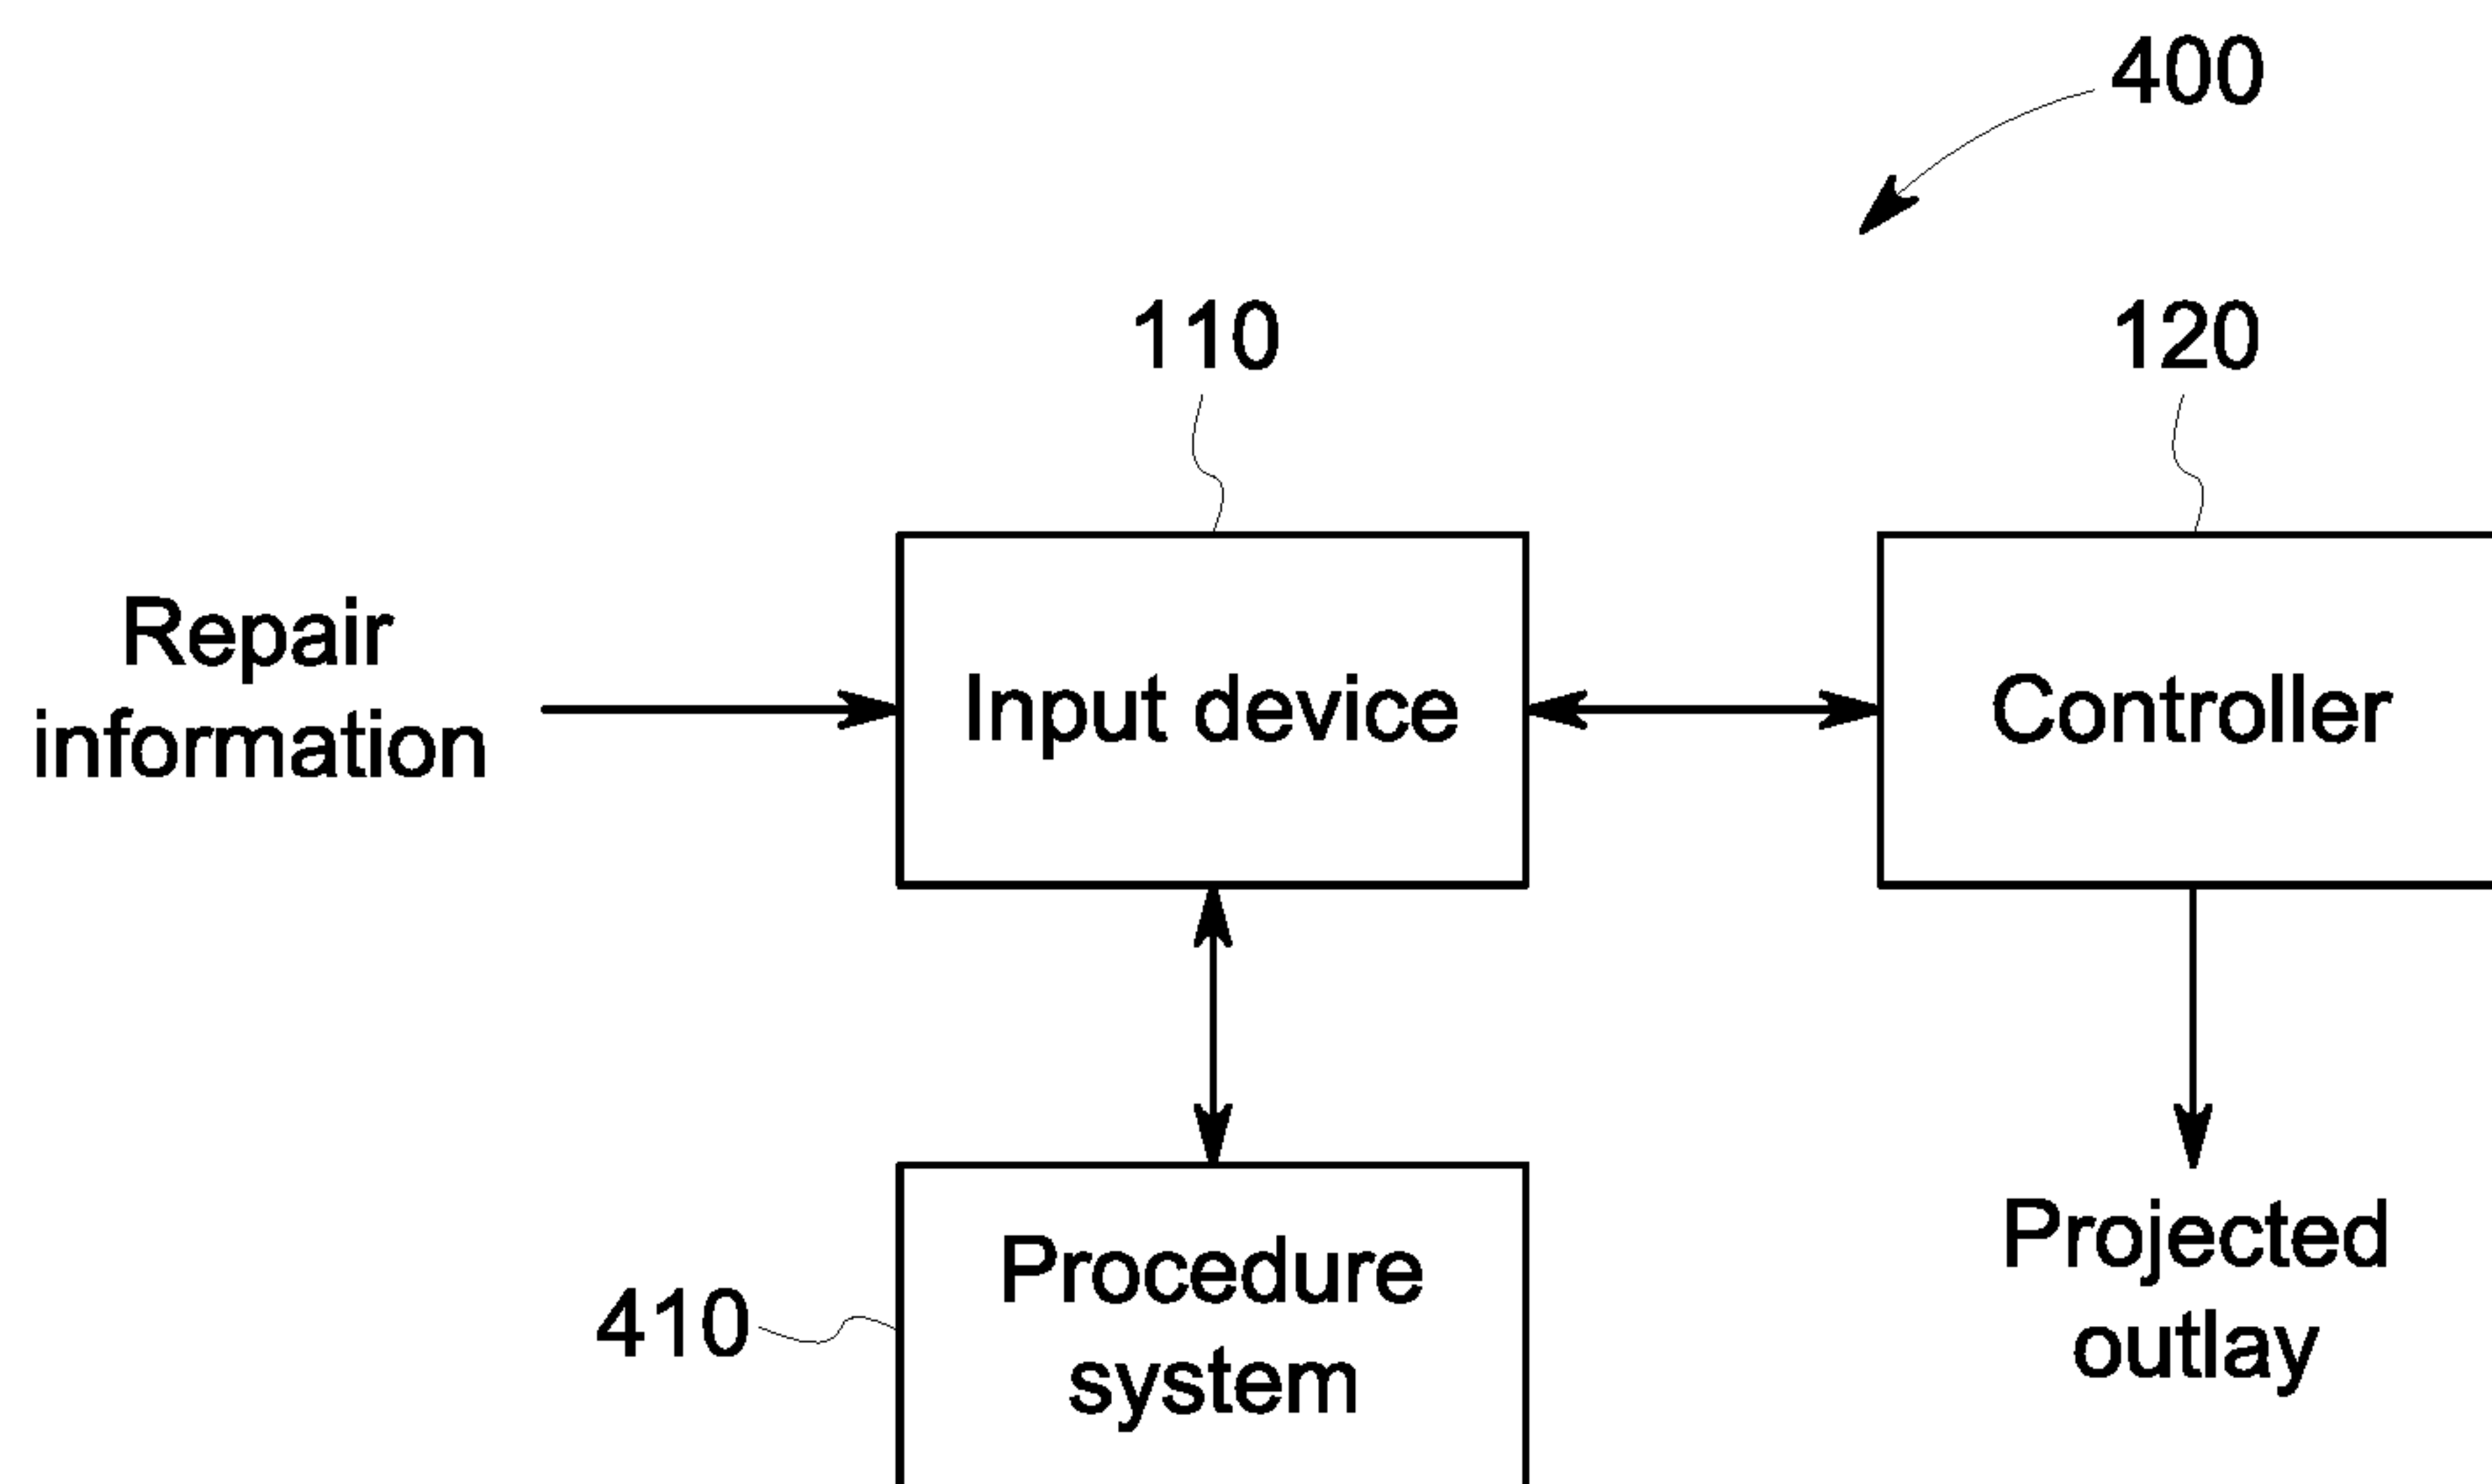 400
110
120
Repair
information
Input device
Controller
410
Procedure
system
Projected
outlay